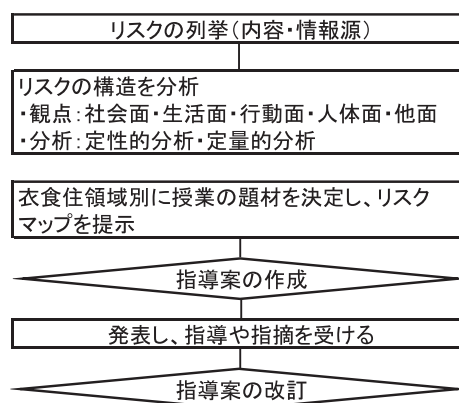 リスクの列挙（内容・情報源）
リスクの構造を分析
・観点：社会面・生活面・行動面・人体面・他面
・分析：定性的分析・定量的分析
衣食住領域別に授業の題材を決定し、リスク
マップを提示
指導案の作成
発表し、指導や指摘を受ける
指導案の改訂